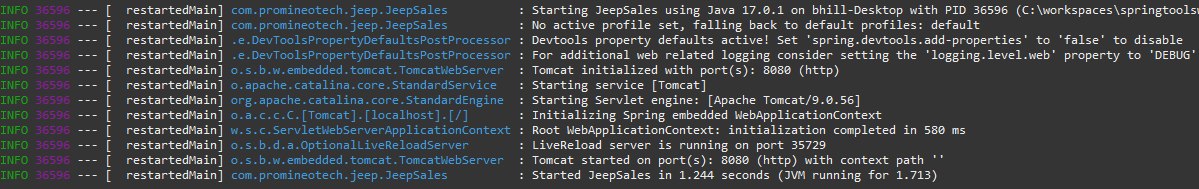 INFO 36596 --- [  restartedMain] com.promineotech.jeep.JeepSales          : Starting JeepSales using Java 17.0.1 on bhill-Desktop with PID 36596 (C:\workspaces\springtoolsw
INFO 36596 --- [  restartedMain] com.promineotech.jeep.JeepSales          : No active profile set, falling back to default profiles: default
INFO 36596 --- [  restartedMain] .e.DevToolsPropertyDefaultsPostProcessor : Devtools property defaults active! Set 'spring.devtools.add-properties' to 'false' to disable
INFO 36596 --- [  restartedMain] .e.DevToolsPropertyDefaultsPostProcessor : For additional web related logging consider setting the 'logging.level.web' property to 'DEBUG'
INFO 36596 --- [  restartedMain] o.s.b.w.embedded.tomcat.TomcatWebServer  : Tomcat initialized with port(s): 8080 (http)
INFO 36596 --- [  restartedMain] o.apache.catalina.core.StandardService   : Starting service [Tomcat]
INFO 36596 --- [  restartedMain] org.apache.catalina.core.StandardEngine  : Starting Servlet engine: [Apache Tomcat/9.0.56]
INFO 36596 --- [  restartedMain] o.a.c.c.C.[Tomcat].[localhost].[/]       : Initializing Spring embedded WebApplicationContext
INFO 36596 --- [  restartedMain] w.s.c.ServletWebServerApplicationContext : Root WebApplicationContext: initialization completed in 580 ms
INFO 36596 --- [  restartedMain] o.s.b.d.a.OptionalLiveReloadServer       : LiveReload server is running on port 35729
INFO 36596 --- [  restartedMain] o.s.b.w.embedded.tomcat.TomcatWebServer  : Tomcat started on port(s): 8080 (http) with context path ''
INFO 36596 --- [  restartedMain] com.promineotech.jeep.JeepSales          : Started JeepSales in 1.244 seconds (JVM running for 1.713)